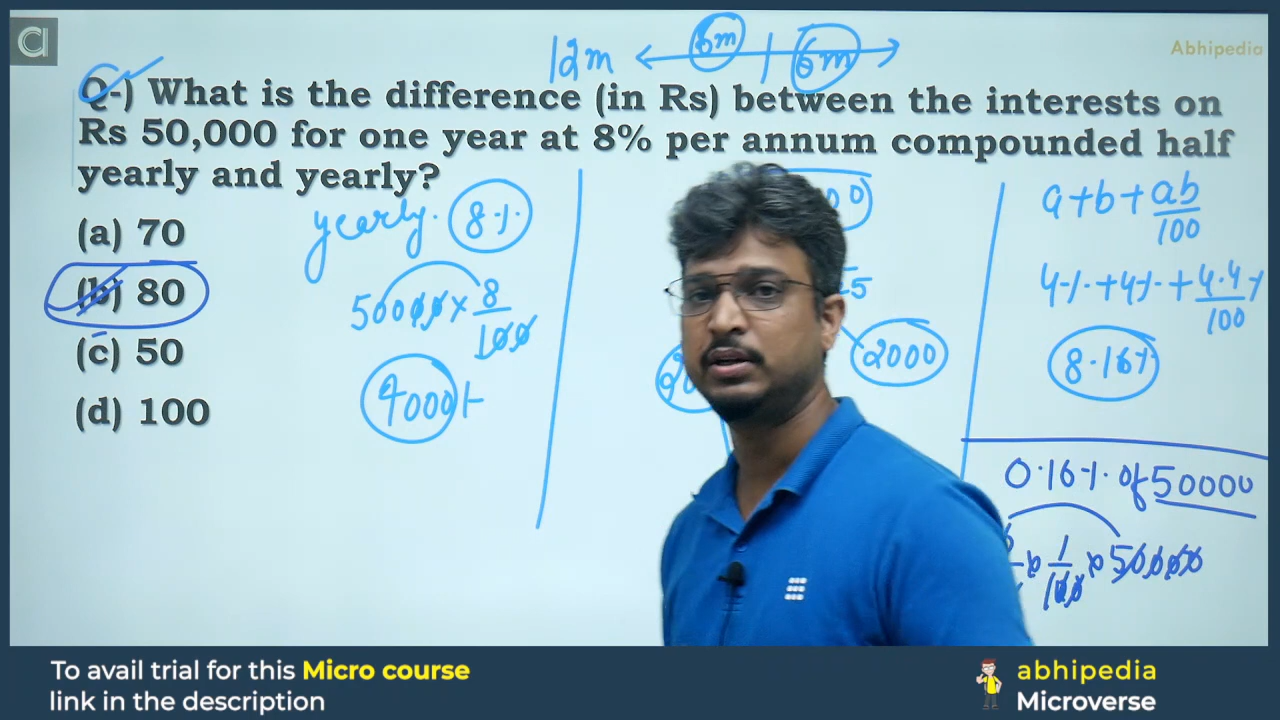 Abhipedia
12m 6m 6m
Q-) What is the difference (in Rs) between the interests on
Rs 50,000 for one year at 8% per annum compounded half
yearly and yearly?
(a) 70
(b) 80
(c) 50
(d) 100
yearly. 8%
50000 × 8/100
4000/-
2000
a+b+ab/100
4%+4%+4·4/100%
8.16%
0.16% of 50000
× 1/100 × 50000
To avail trial for this Micro course
link in the description
abhipedia
Microverse